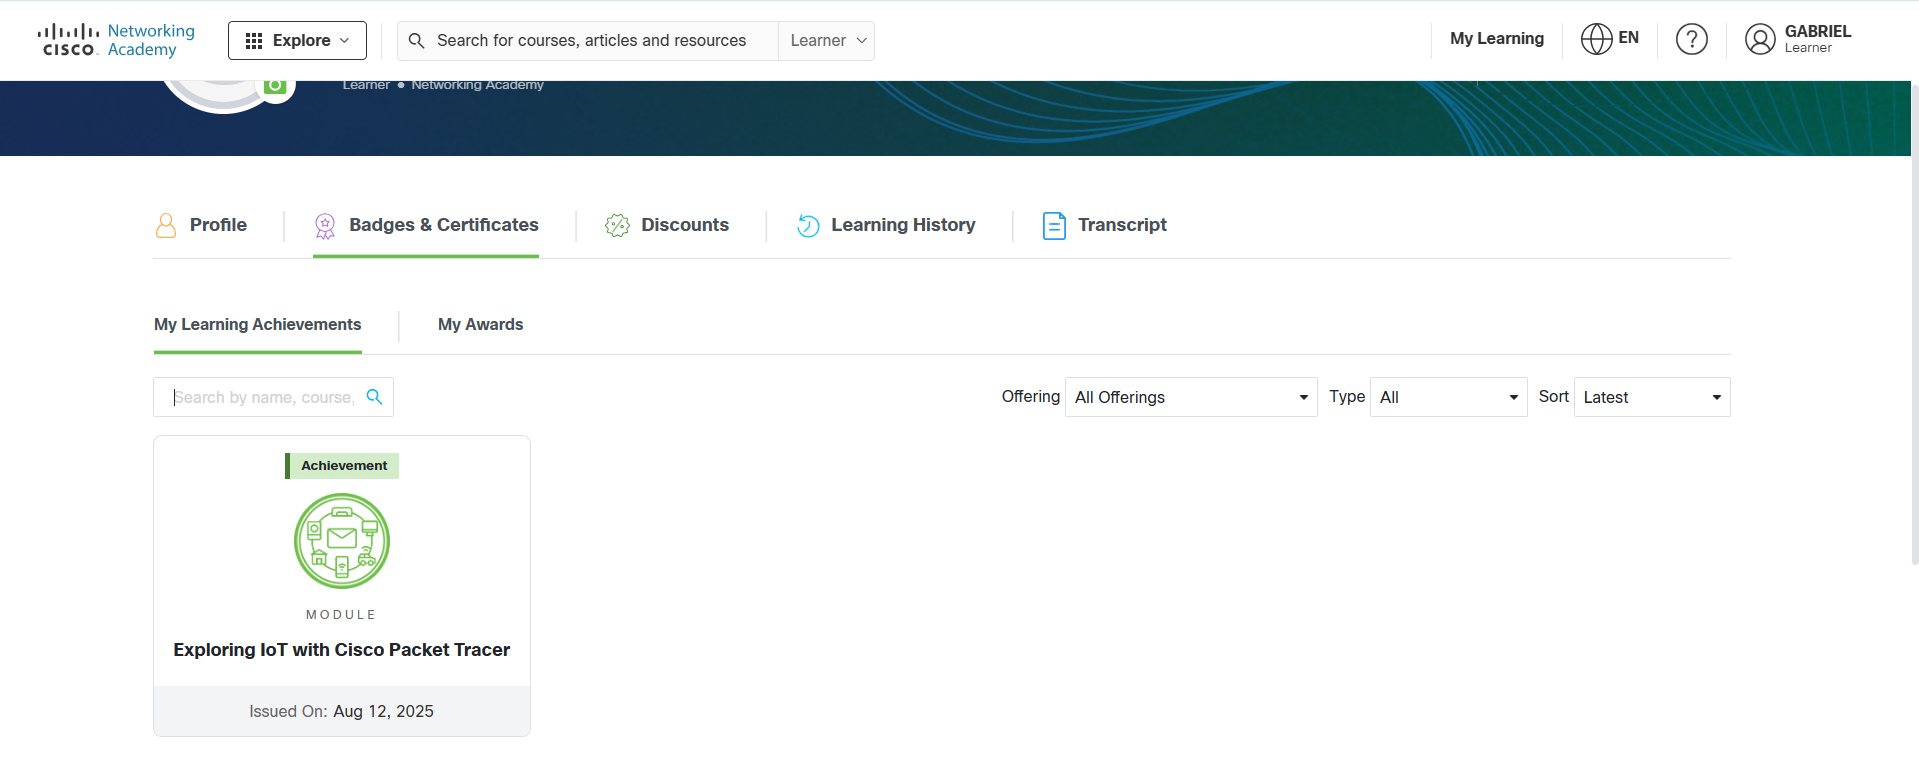 cisco Networking Academy
Explore
Search for courses, articles and resources
Learner
My Learning
EN
?
GABRIEL
Learner
Learner • Networking Academy
Profile
Badges & Certificates
Discounts
Learning History
Transcript
My Learning Achievements
My Awards
Search by name, course,
Offering
All Offerings
Type
All
Sort
Latest
Achievement
MODULE
Exploring IoT with Cisco Packet Tracer
Issued On: Aug 12, 2025